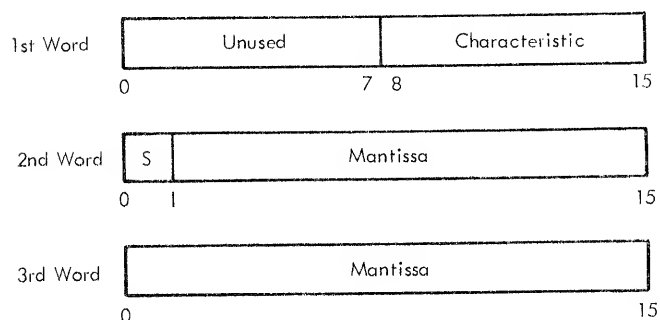 1st Word Unused Characteristic
0 7 8 15
2nd Word S Mantissa
0 1 15
3rd Word Mantissa
0 15